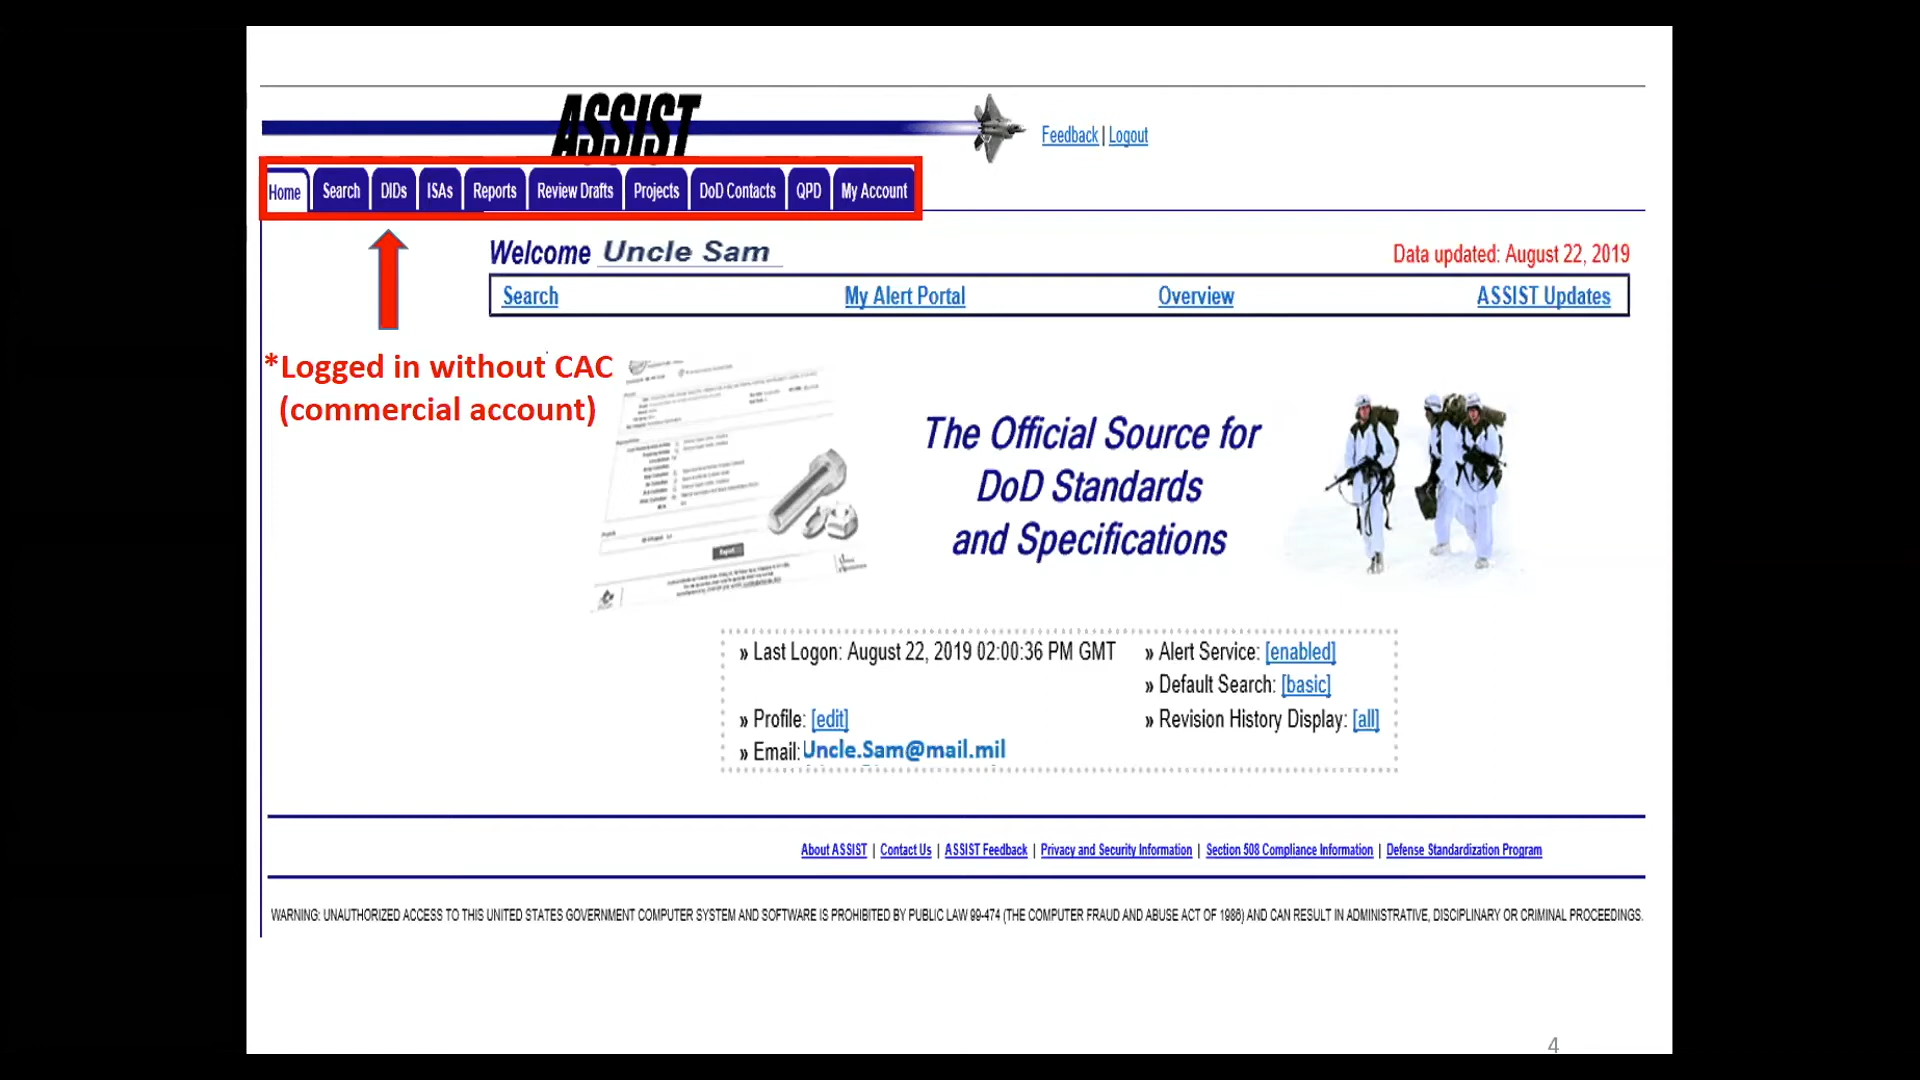 ASSIST
Feedback | Logout
Home Search DIDs ISAs Reports Review Drafts Projects DoD Contacts QPD My Account
Welcome Uncle Sam
Data updated: August 22, 2019
Search My Alert Portal Overview ASSIST Updates
*Logged in without CAC
(commercial account)
The Official Source for
DoD Standards
and Specifications
» Last Logon: August 22, 2019 02:00:36 PM GMT
» Alert Service: [enabled]
» Default Search: [basic]
» Profile: [edit]
» Revision History Display: [all]
» Email: Uncle.Sam@mail.mil
About ASSIST | Contact Us | ASSIST Feedback | Privacy and Security Information | Section 508 Compliance Information | Defense Standardization Program
WARNING: UNAUTHORIZED ACCESS TO THIS UNITED STATES GOVERNMENT COMPUTER SYSTEM AND SOFTWARE IS PROHIBITED BY PUBLIC LAW 99-474 (THE COMPUTER FRAUD AND ABUSE ACT OF 1986) AND CAN RESULT IN ADMINISTRATIVE, DISCIPLINARY OR CRIMINAL PROCEEDINGS.
4